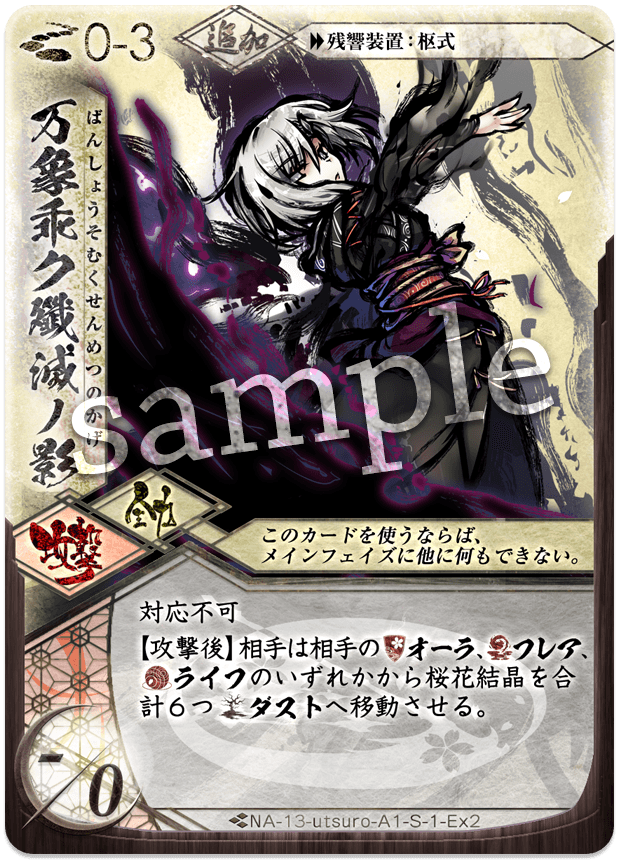 0-3
追加
残響装置：枢式
万象乖ク殲滅ノ影
ばんしょうそむくせんめつのかげ
sample
攻撃
全力
このカードを使うならば、
メインフェイズに他に何もできない。
対応不可
【攻撃後】相手は相手のオーラ、フレア、
ライフのいずれかから桜花結晶を合
計６つダストへ移動させる。
-/0
NA-13-utsuro-A1-S-1-Ex2